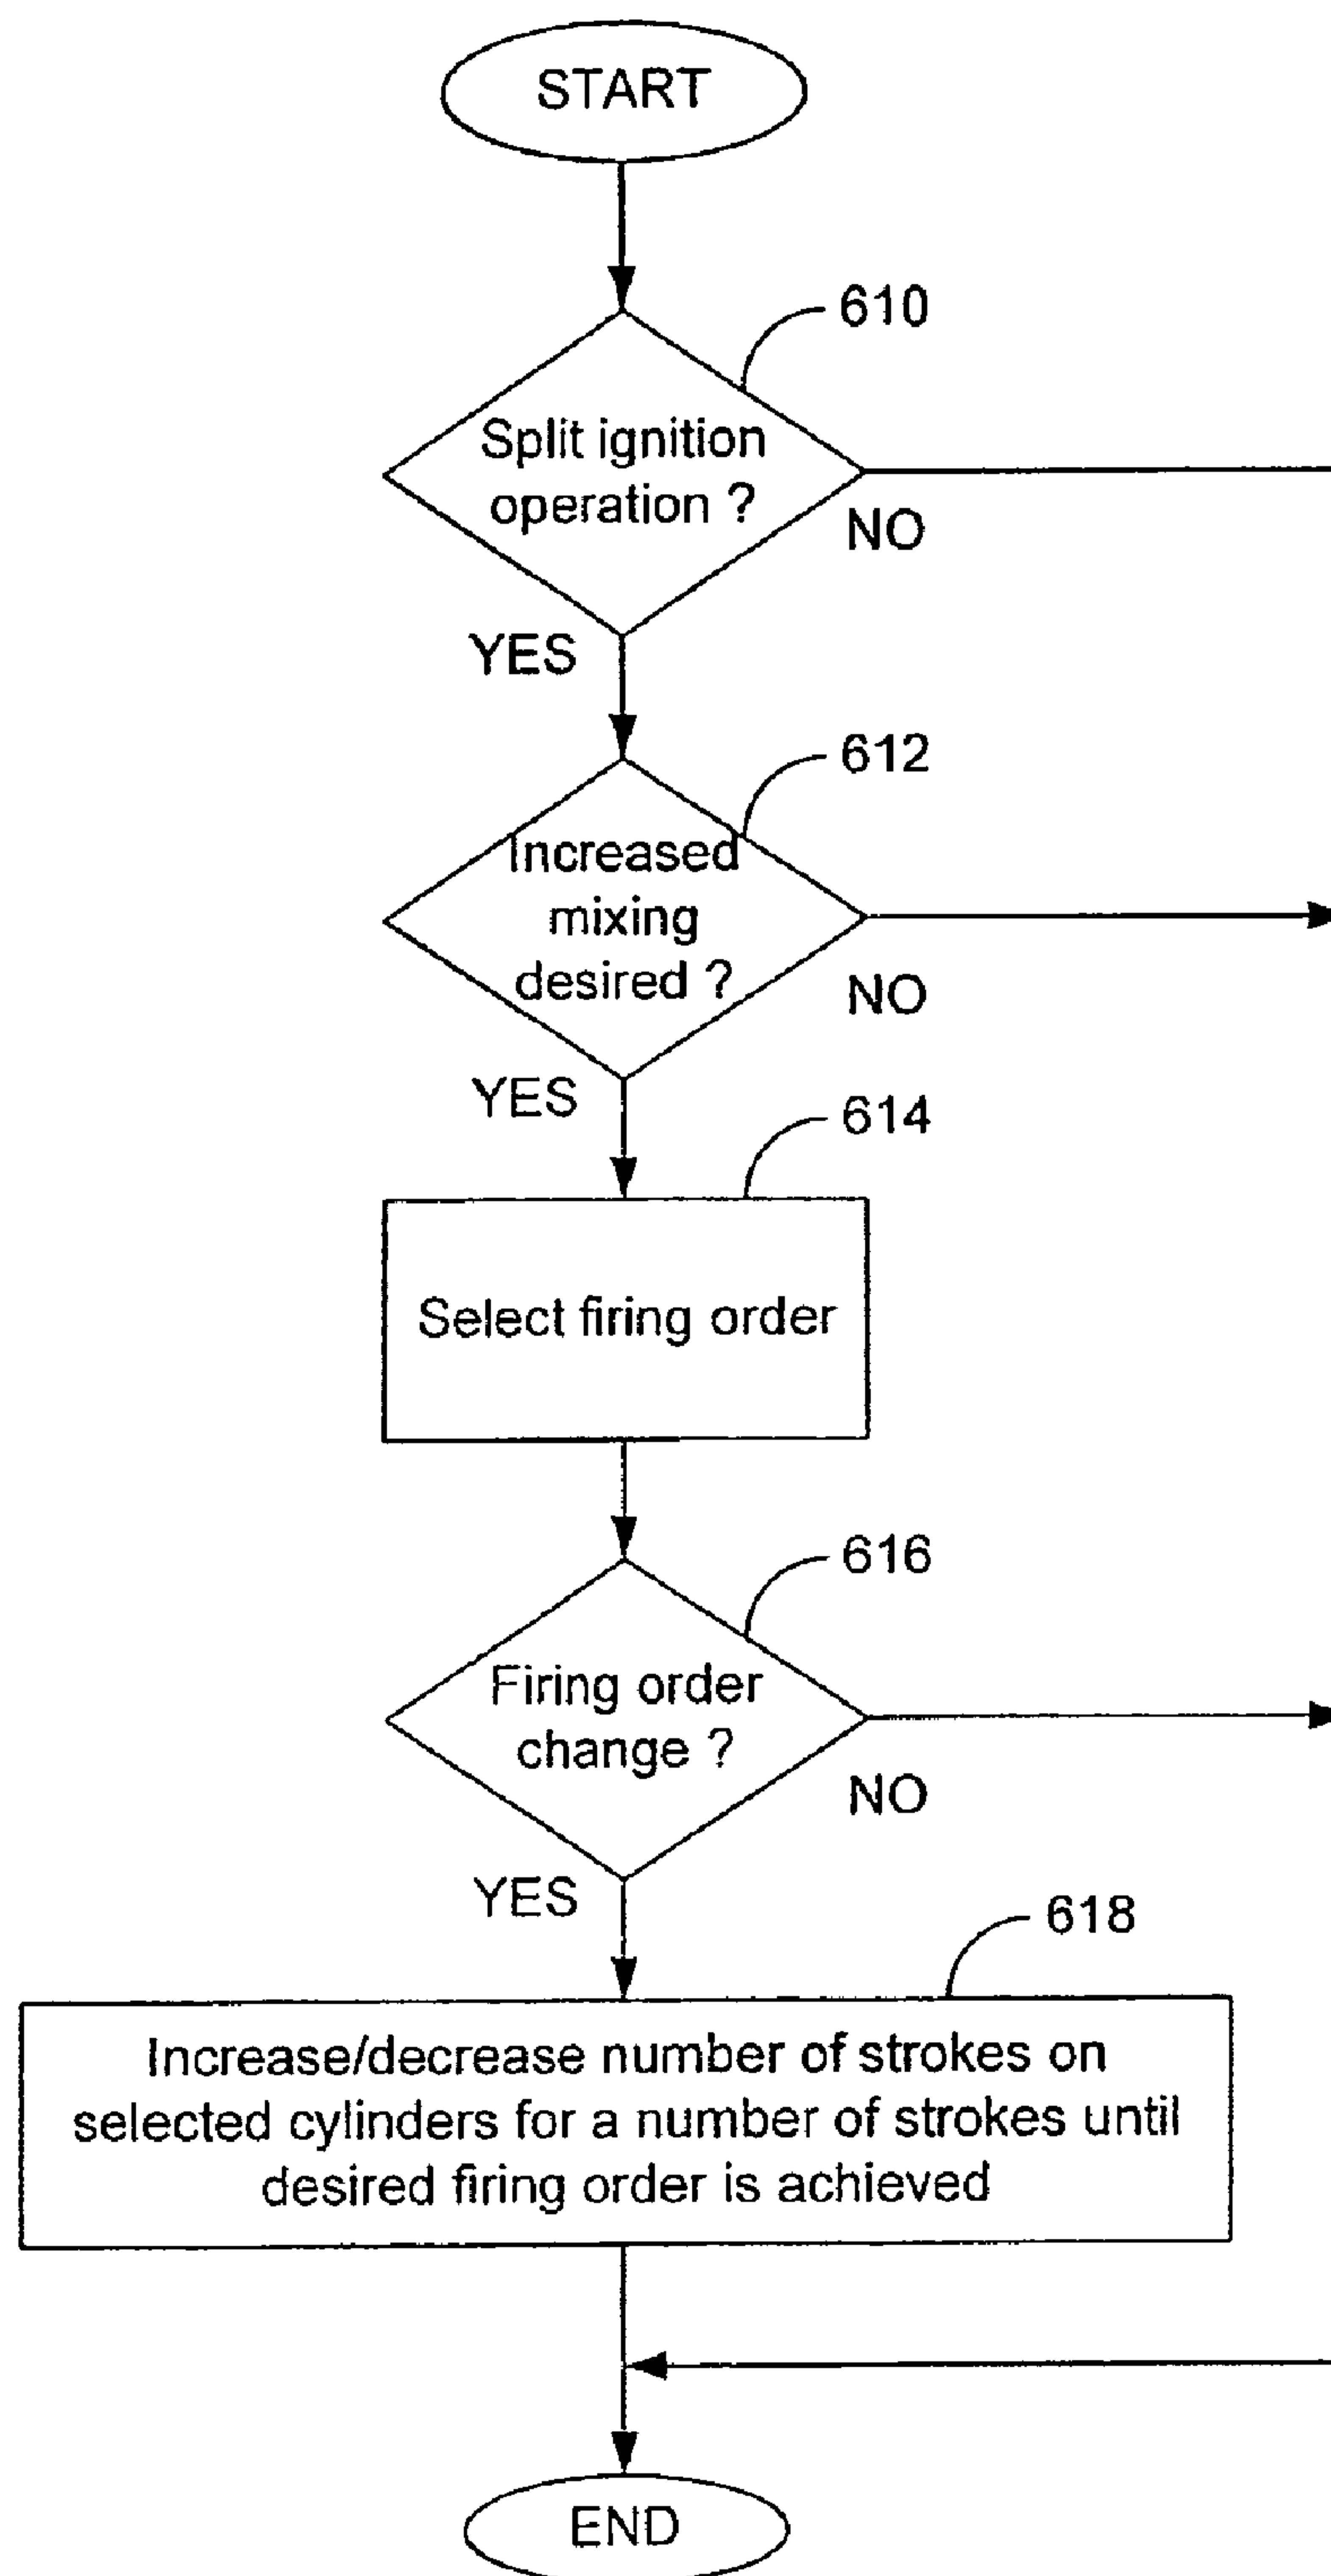 START
610
Split ignition
operation ?
NO
YES
612
Increased
mixing
desired ?
NO
YES
614
Select firing order
616
Firing order
change ?
NO
YES
618
Increase/decrease number of strokes on
selected cylinders for a number of strokes until
desired firing order is achieved
END